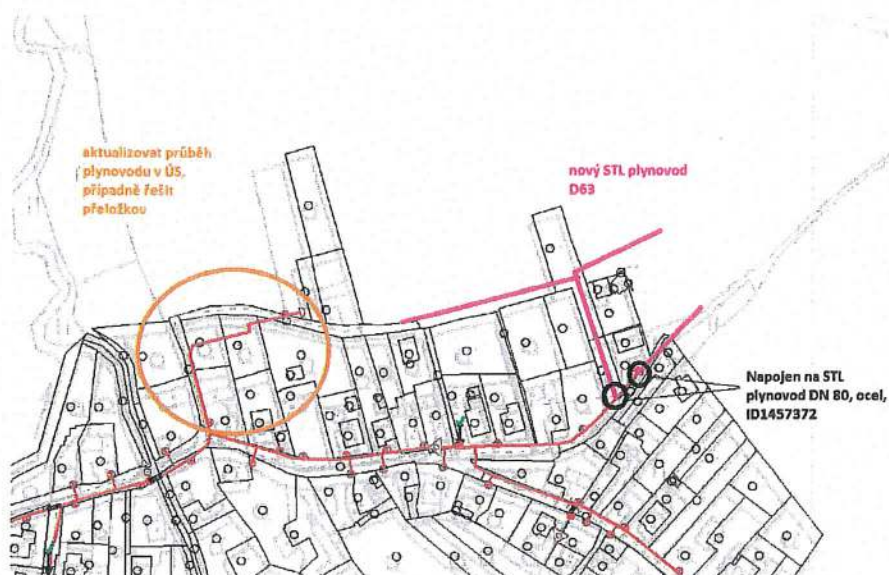 aktualizovat průběh
plynovodu v ÚS,
případně řešit
přeložkou
nový STL plynovod
D63
Napojen na STL
plynovod DN 80, ocel,
ID1457372